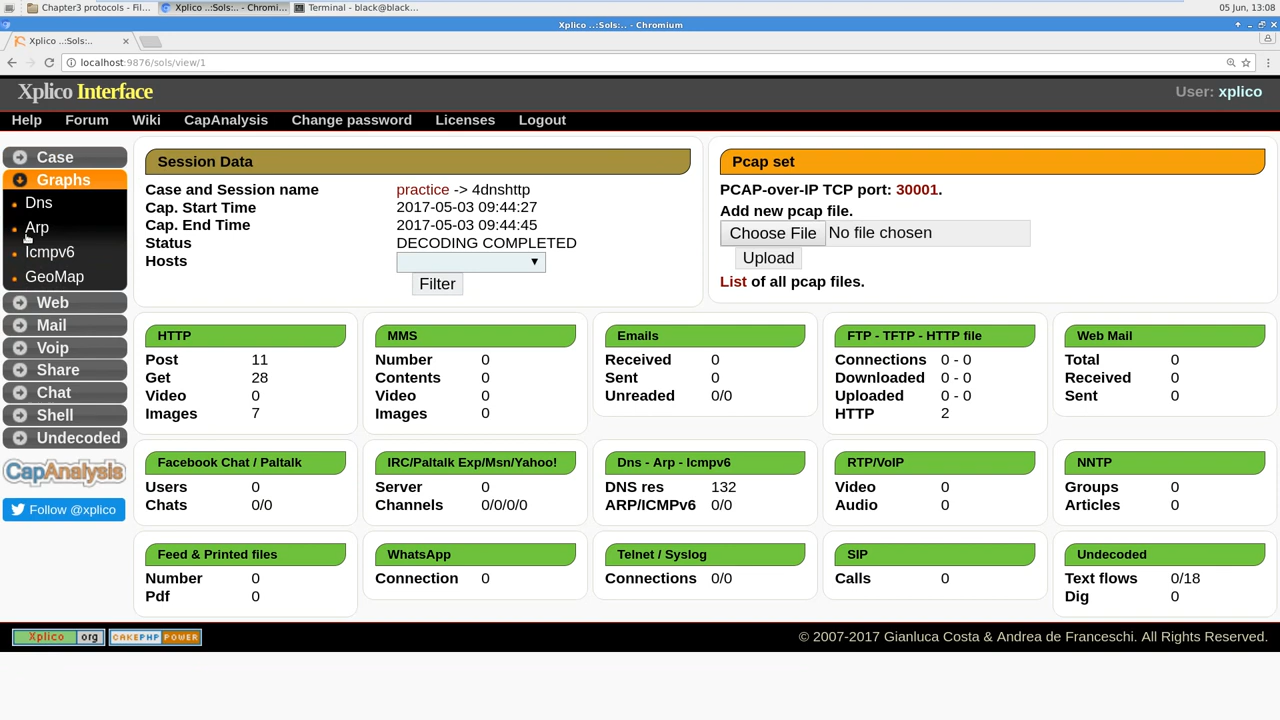 Chapter3 protocols - Fil... Xplico ..:Sols:.. - Chromi... Terminal - black@black... 05 Jun, 13:08
Xplico ..:Sols:.. - Chromium
Xplico ..:Sols:.. ×
localhost:9876/sols/view/1
Xplico Interface User: xplico
Help Forum Wiki CapAnalysis Change password Licenses Logout
Case
Graphs
Dns
Arp
Icmpv6
GeoMap
Web
Mail
Voip
Share
Chat
Shell
Undecoded
CapAnalysis
Follow @xplico
Session Data
Case and Session name practice -> 4dnshttp
Cap. Start Time 2017-05-03 09:44:27
Cap. End Time 2017-05-03 09:44:45
Status DECODING COMPLETED
Hosts
Filter
Pcap set
PCAP-over-IP TCP port: 30001.
Add new pcap file.
Choose File No file chosen
Upload
List of all pcap files.
HTTP
Post 11
Get 28
Video 0
Images 7
MMS
Number 0
Contents 0
Video 0
Images 0
Emails
Received 0
Sent 0
Unreaded 0/0
FTP - TFTP - HTTP file
Connections 0 - 0
Downloaded 0 - 0
Uploaded 0 - 0
HTTP 2
Web Mail
Total 0
Received 0
Sent 0
Facebook Chat / Paltalk
Users 0
Chats 0/0
IRC/Paltalk Exp/Msn/Yahoo!
Server 0
Channels 0/0/0/0
Dns - Arp - Icmpv6
DNS res 132
ARP/ICMPv6 0/0
RTP/VoIP
Video 0
Audio 0
NNTP
Groups 0
Articles 0
Feed & Printed files
Number 0
Pdf 0
WhatsApp
Connection 0
Telnet / Syslog
Connections 0/0
SIP
Calls 0
Undecoded
Text flows 0/18
Dig 0
Xplico org CAKEPHP POWER © 2007-2017 Gianluca Costa & Andrea de Franceschi. All Rights Reserved.